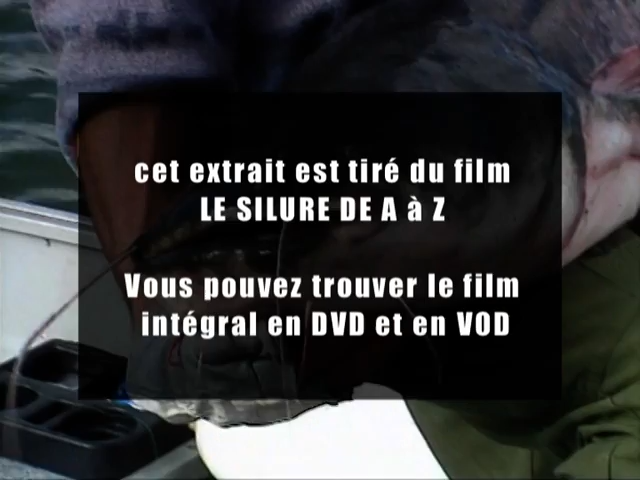 cet extrait est tiré du film
LE SILURE DE A à Z
Vous pouvez trouver le film
intégral en DVD et en VOD